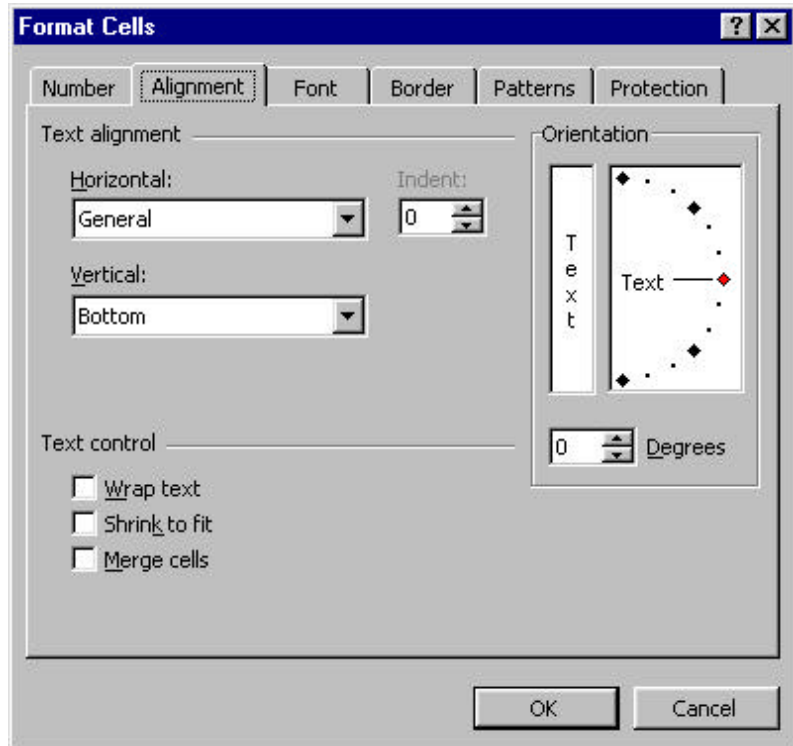 Format Cells
Number Alignment Font Border Patterns Protection
Text alignment
Horizontal:
General
Indent:
0
Vertical:
Bottom
Orientation
Text
Text
0 Degrees
Text control
Wrap text
Shrink to fit
Merge cells
OK Cancel